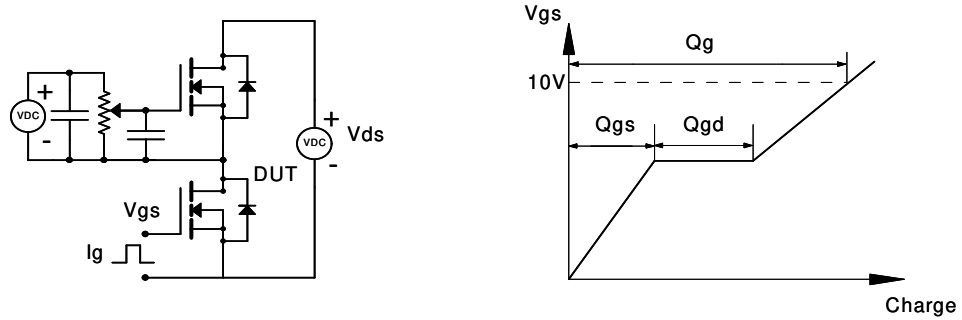 +
VDC
-
+
VDC
-
Vds
DUT
Vgs
Ig
Vgs
Qg
10V
Qgs
Qgd
Charge